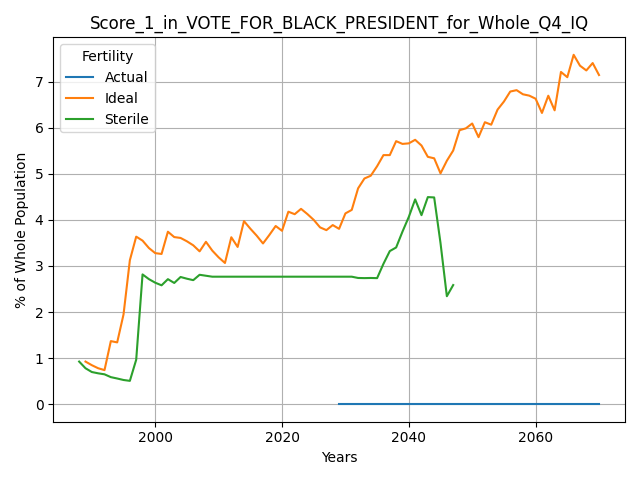 Score_1_in_VOTE_FOR_BLACK_PRESIDENT_for_Whole_Q4_IQ
Fertility
Actual
Ideal
Sterile
% of Whole Population
7
6
5
4
3
2
1
0
2000
2020
2040
2060
Years